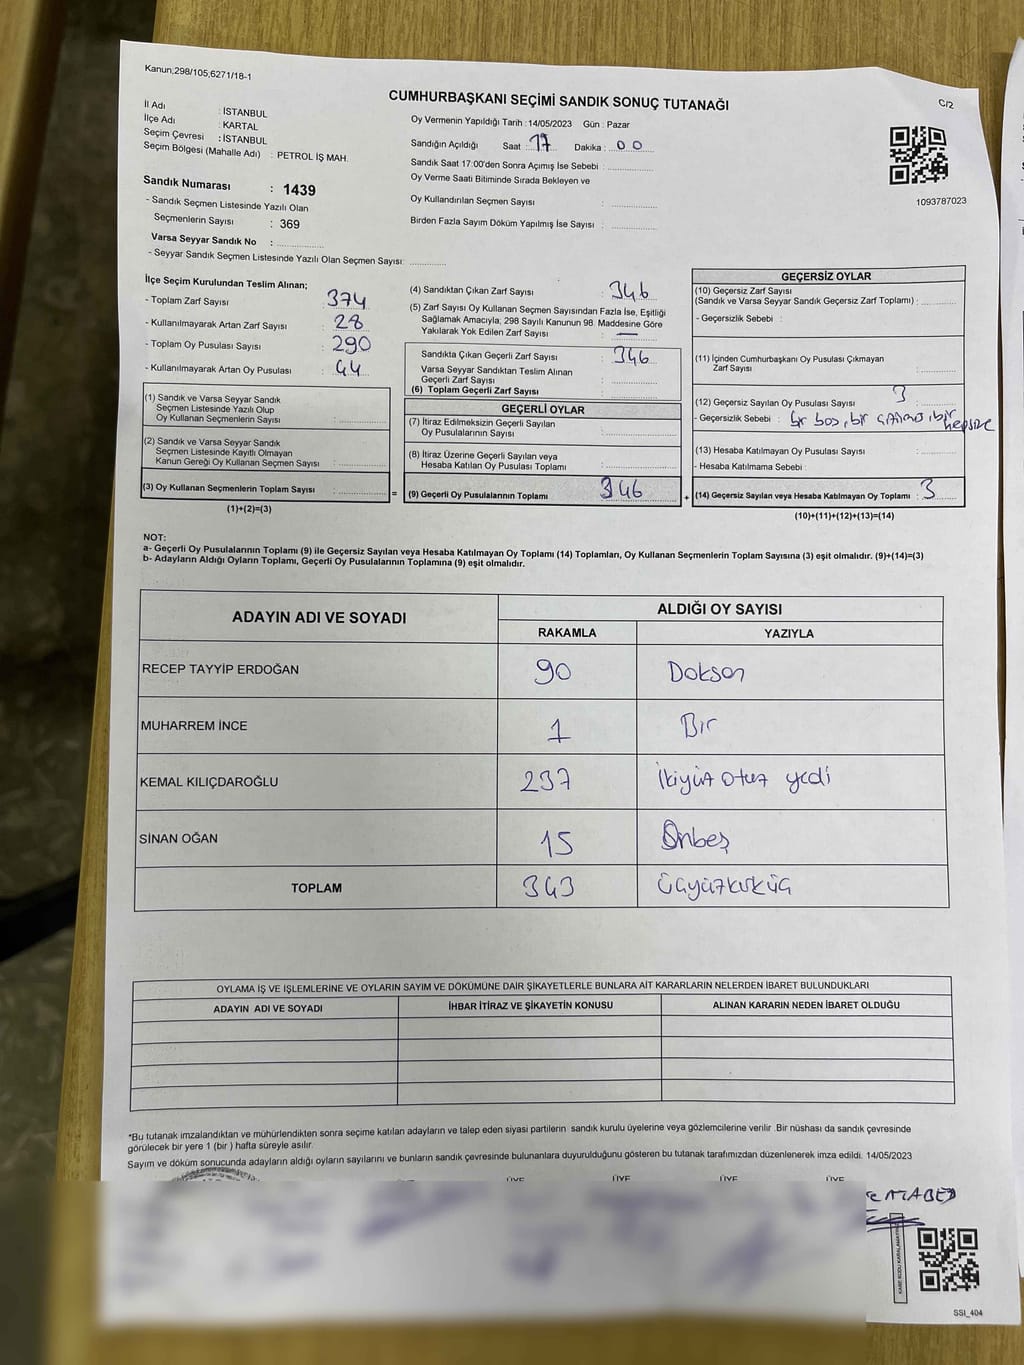 Kanun;298/105,6271/18-1
C/2
CUMHURBAŞKANI SEÇİMİ SANDIK SONUÇ TUTANAĞI
İl Adı : İSTANBUL
İlçe Adı : KARTAL
Seçim Çevresi : İSTANBUL
Seçim Bölgesi (Mahalle Adı) : PETROL İŞ MAH.
Sandık Numarası : 1439
- Sandık Seçmen Listesinde Yazılı Olan
Seçmenlerin Sayısı : 369
Varsa Seyyar Sandık No : ..............
- Seyyar Sandık Seçmen Listesinde Yazılı Olan Seçmen Sayısı: ............
Oy Vermenin Yapıldığı Tarih : 14/05/2023 Gün : Pazar
Sandığın Açıldığı Saat : 17 Dakika : 00
Sandık Saat 17:00'den Sonra Açımış İse Sebebi : ..............
Oy Verme Saati Bitiminde Sırada Bekleyen ve
Oy Kullandırılan Seçmen Sayısı : ..............
Birden Fazla Sayım Döküm Yapılmış İse Sayısı : ..............
1093787023
İlçe Seçim Kurulundan Teslim Alınan;
- Toplam Zarf Sayısı : 374
- Kullanılmayarak Artan Zarf Sayısı : 28
- Toplam Oy Pusulası Sayısı : 290
- Kullanılmayarak Artan Oy Pusulası : 44
(1) Sandık ve Varsa Seyyar Sandık
Seçmen Listesinde Yazılı Olup
Oy Kullanan Seçmenlerin Sayısı : ..............
(2) Sandık ve Varsa Seyyar Sandık
Seçmen Listesinde Kayıtlı Olmayan
Kanun Gereği Oy Kullanan Seçmen Sayısı : ..............
(3) Oy Kullanan Seçmenlerin Toplam Sayısı : ..............
(1)+(2)=(3)
=
(4) Sandıktan Çıkan Zarf Sayısı : 346
(5) Zarf Sayısı Oy Kullanan Seçmen Sayısından Fazla İse, Eşitliği
Sağlamak Amacıyla; 298 Sayılı Kanunun 98. Maddesine Göre
Yakılarak Yok Edilen Zarf Sayısı : —
Sandıkta Çıkan Geçerli Zarf Sayısı : 346
Varsa Seyyar Sandıktan Teslim Alınan
Geçerli Zarf Sayısı : ..............
(6) Toplam Geçerli Zarf Sayısı : ..............
GEÇERLİ OYLAR
(7) İtiraz Edilmeksizin Geçerli Sayılan
Oy Pusulalarının Sayısı : ..............
(8) İtiraz Üzerine Geçerli Sayılan veya
Hesaba Katılan Oy Pusulası Toplamı : ..............
(9) Geçerli Oy Pusulalarının Toplamı : 346
+
GEÇERSİZ OYLAR
(10) Geçersiz Zarf Sayısı
(Sandık ve Varsa Seyyar Sandık Geçersiz Zarf Toplamı) : ............
- Geçersizlik Sebebi :
(11) İçinden Cumhurbaşkanı Oy Pusulası Çıkmayan
Zarf Sayısı : ............
(12) Geçersiz Sayılan Oy Pusulası Sayısı : 3
- Geçersizlik Sebebi : bir boş, bir bir
hepsine
(13) Hesaba Katılmayan Oy Pusulası Sayısı : ............
- Hesaba Katılmama Sebebi :
(14) Geçersiz Sayılan veya Hesaba Katılmayan Oy Toplamı : 3
(10)+(11)+(12)+(13)=(14)
NOT:
a- Geçerli Oy Pusulalarının Toplamı (9) ile Geçersiz Sayılan veya Hesaba Katılmayan Oy Toplamı (14) Toplamları, Oy Kullanan Seçmenlerin Toplam Sayısına (3) eşit olmalıdır. (9)+(14)=(3)
b- Adayların Aldığı Oyların Toplamı, Geçerli Oy Pusulalarının Toplamına (9) eşit olmalıdır.
ADAYIN ADI VE SOYADI
ALDIĞI OY SAYISI
RAKAMLA YAZIYLA
RECEP TAYYİP ERDOĞAN 90 Doksan
MUHARREM İNCE 1 Bir
KEMAL KILIÇDAROĞLU 237 İkiyüz otuz yedi
SİNAN OĞAN 15 Onbeş
TOPLAM 343 üçyüzkırküç
OYLAMA İŞ VE İŞLEMLERİNE VE OYLARIN SAYIM VE DÖKÜMÜNE DAİR ŞİKAYETLERLE BUNLARA AİT KARARLARIN NELERDEN İBARET BULUNDUKLARI
ADAYIN ADI VE SOYADI İHBAR İTİRAZ VE ŞİKAYETİN KONUSU ALINAN KARARIN NEDEN İBARET OLDUĞU
*Bu tutanak imzalandıktan ve mühürlendikten sonra seçime katılan adayların ve talep eden siyasi partilerin sandık kurulu üyelerine veya gözlemcilerine verilir .Bir nüshası da sandık çevresinde
görülecek bir yere 1 (bir ) hafta süreyle asılır.
Sayım ve döküm sonucunda adayların aldığı oyların sayılarını ve bunların sandık çevresinde bulunanlara duyurulduğunu gösteren bu tutanak tarafımızdan düzenlenerek imza edildi. 14/05/2023
ÜYE ÜYE ÜYE ÜYE
SSI_404